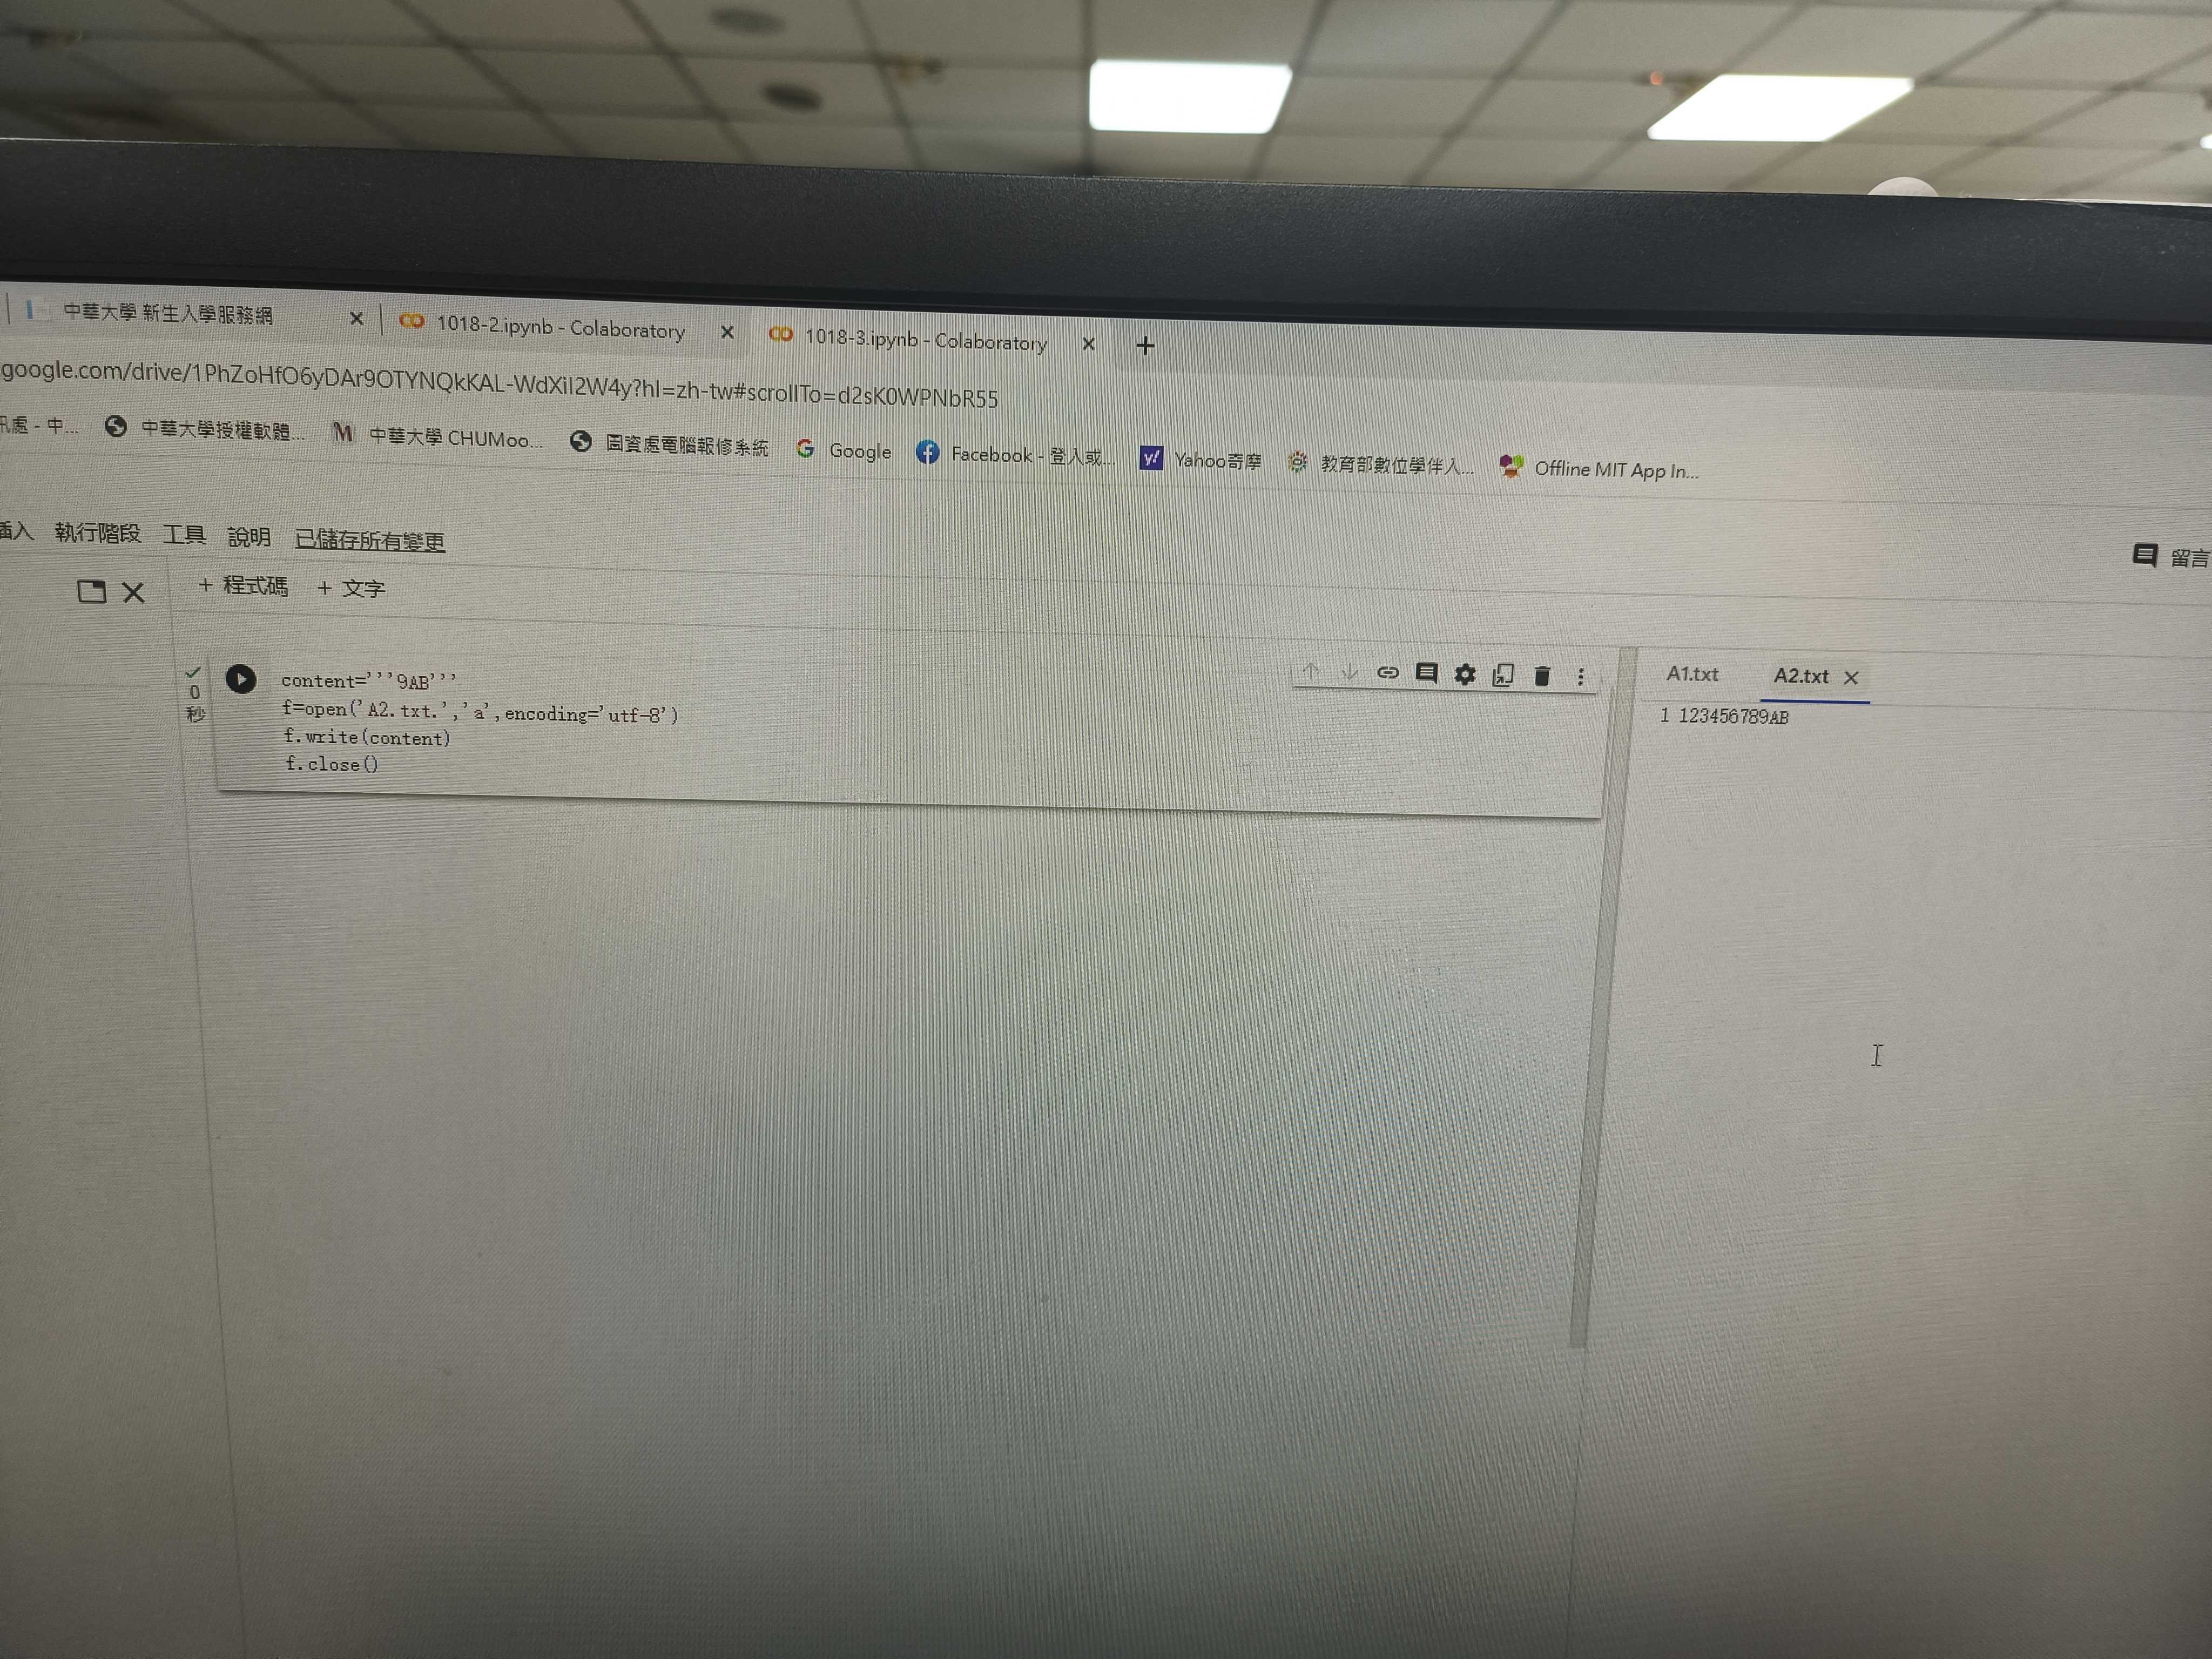 中華大學 新生入學服務網
1018-2.ipynb - Colaboratory
1018-3.ipynb - Colaboratory
google.com/drive/1PhZoHfO6yDAr9OTYNQkKAL-WdXiI2W4y?hl=zh-tw#scrollTo=d2sK0WPNbR55
訊處 - 中...
中華大學授權軟體...
中華大學 CHUMoo...
圖資處電腦報修系統
Google
Facebook - 登入或...
Yahoo奇摩
教育部數位學伴入...
Offline MIT App In...
插入 執行階段 工具 說明 已儲存所有變更
留言
+ 程式碼 + 文字
0
秒
content='''9AB'''
f=open('A2.txt.','a',encoding='utf-8')
f.write(content)
f.close()
A1.txt
A2.txt
1 123456789AB